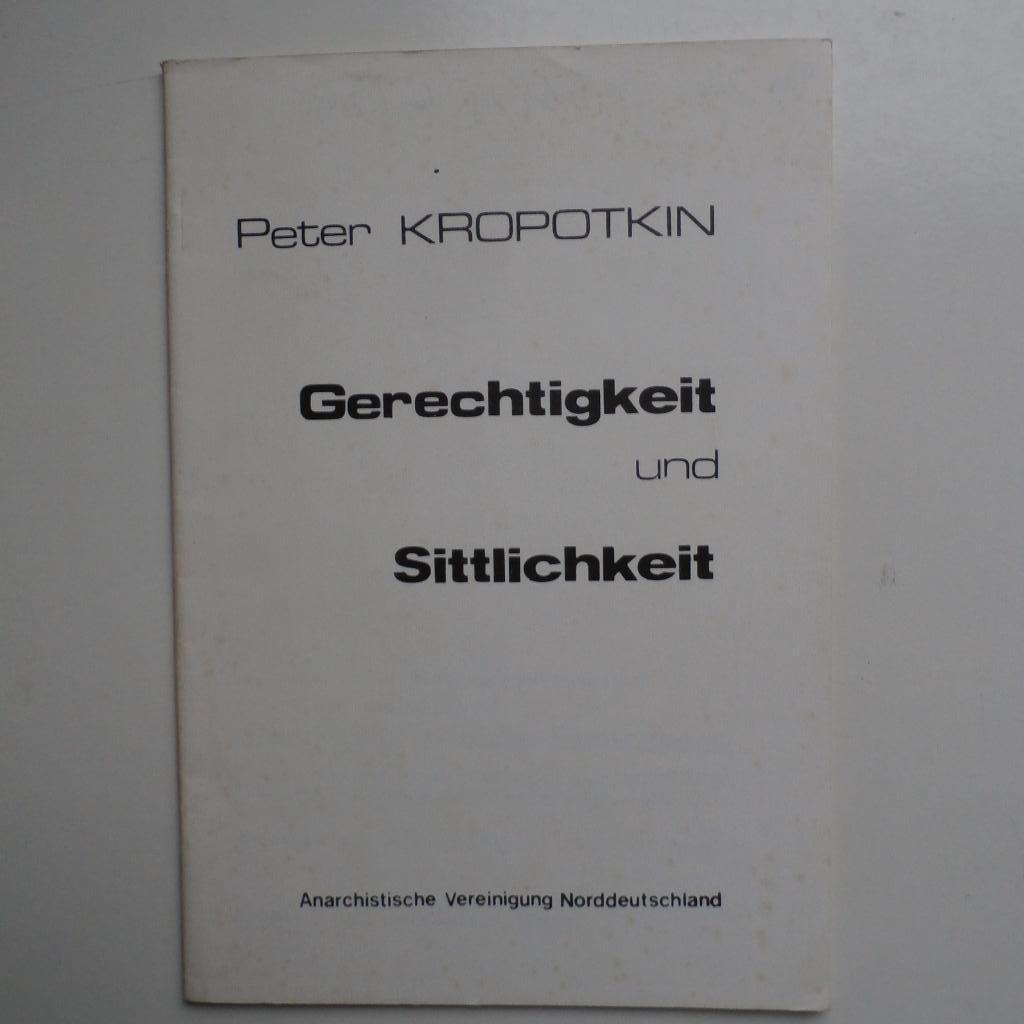 Peter KROPOTKIN
Gerechtigkeit
und
Sittlichkeit
Anarchistische Vereinigung Norddeutschland